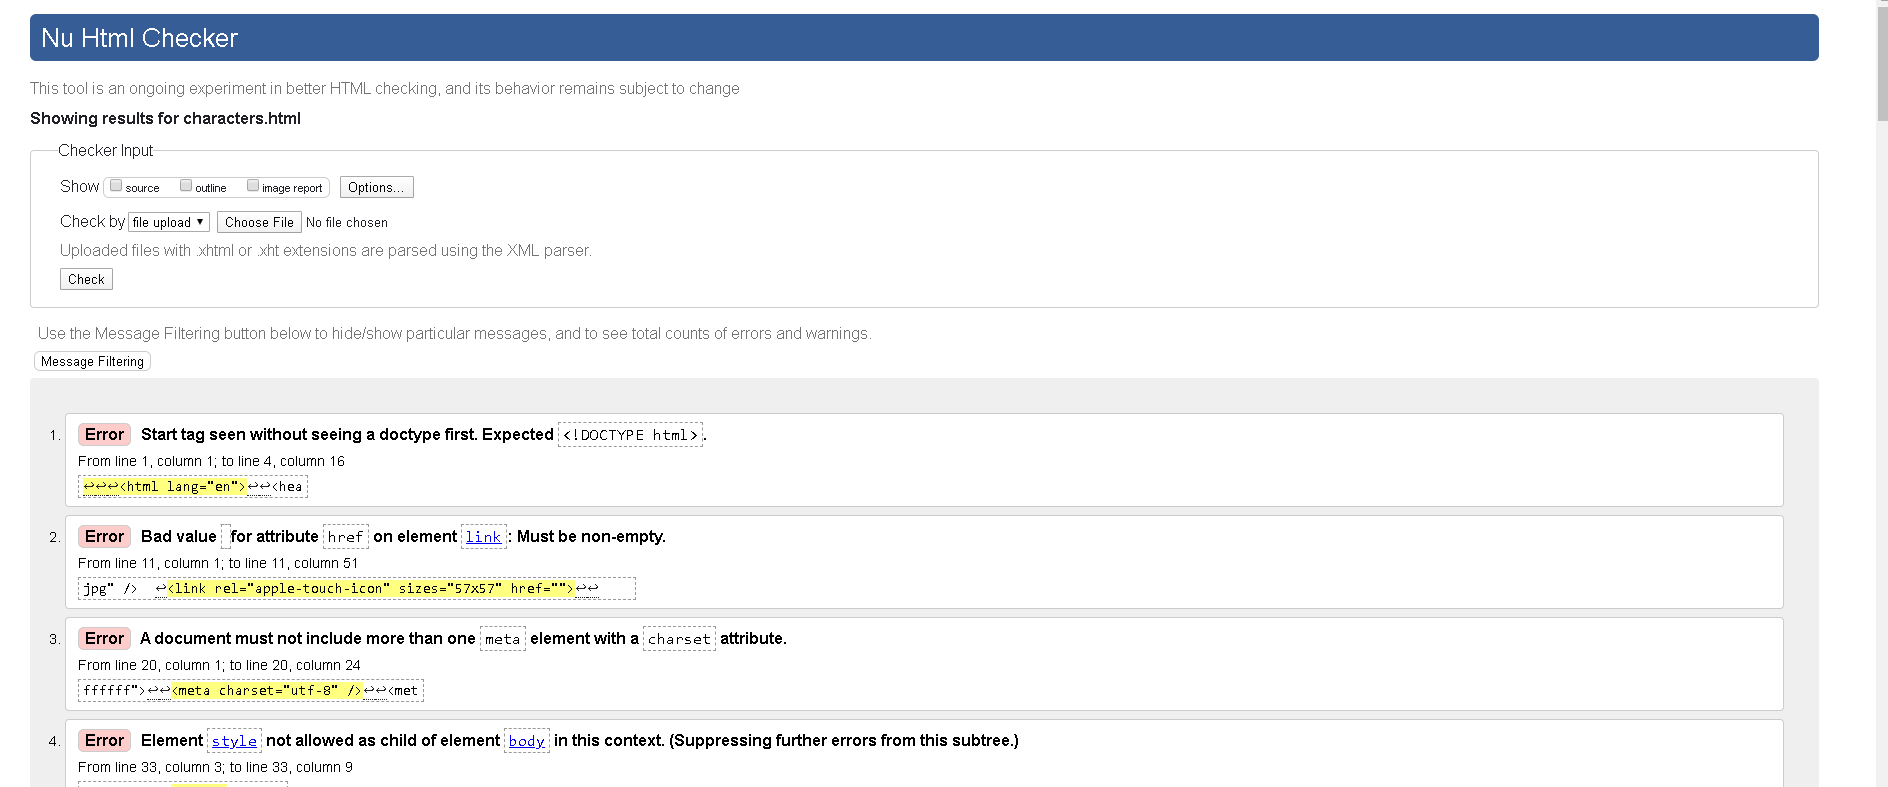 Nu Html Checker
This tool is an ongoing experiment in better HTML checking, and its behavior remains subject to change
Showing results for characters.html
Checker Input
Show source outline image report Options...
Check by file upload ▼ Choose File No file chosen
Uploaded files with .xhtml or .xht extensions are parsed using the XML parser.
Check
Use the Message Filtering button below to hide/show particular messages, and to see total counts of errors and warnings.
Message Filtering
1. Error Start tag seen without seeing a doctype first. Expected <!DOCTYPE html>.
From line 1, column 1; to line 4, column 16
↩↩↩<html lang="en">↩↩<hea
2. Error Bad value for attribute href on element link: Must be non-empty.
From line 11, column 1; to line 11, column 51
jpg" /> ↩<link rel="apple-touch-icon" sizes="57x57" href="">↩↩
3. Error A document must not include more than one meta element with a charset attribute.
From line 20, column 1; to line 20, column 24
ffffff">↩↩<meta charset="utf-8" />↩↩<met
4. Error Element style not allowed as child of element body in this context. (Suppressing further errors from this subtree.)
From line 33, column 3; to line 33, column 9